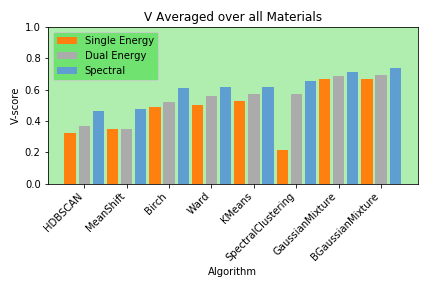 V Averaged over all Materials
1.0
0.8
0.6
0.4
0.2
0.0
V-score
Single Energy
Dual Energy
Spectral
HDBSCAN
MeanShift
Birch
Ward
KMeans
SpectralClustering
GaussianMixture
BGaussianMixture
Algorithm